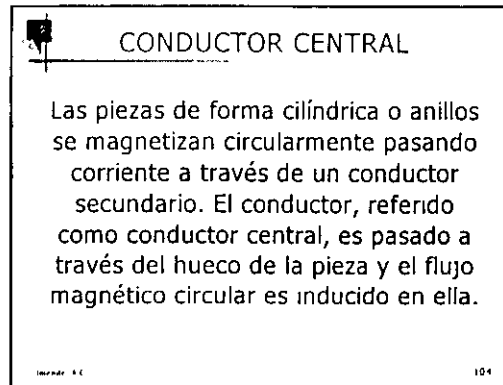 CONDUCTOR CENTRAL
Las piezas de forma cilíndrica o anillos
se magnetizan circularmente pasando
corriente a través de un conductor
secundario. El conductor, referido
como conductor central, es pasado a
través del hueco de la pieza y el flujo
magnético circular es inducido en ella.
104